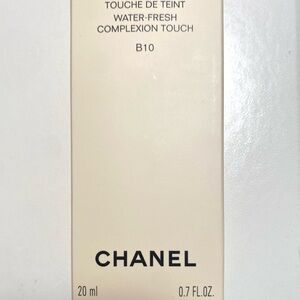 TOUCHE DE TEINT
WATER-FRESH
COMPLEXION TOUCH
B10
CHANEL
20 ml 0.7 FL.OZ.